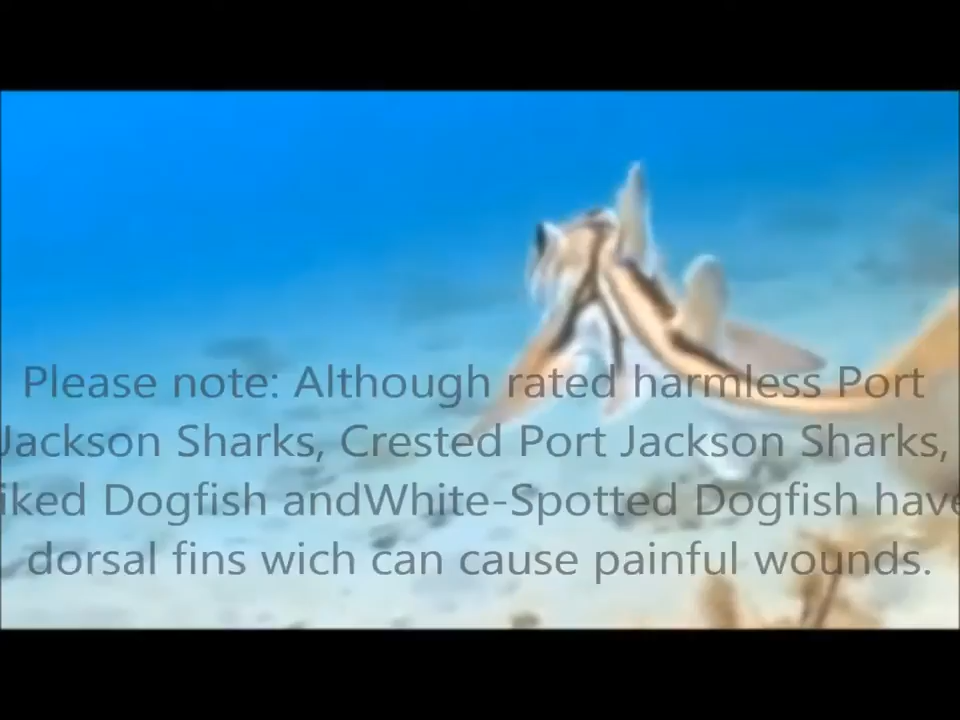 Please note: Although rated harmless Port
Jackson Sharks, Crested Port Jackson Sharks,
iked Dogfish andWhite-Spotted Dogfish have
dorsal fins wich can cause painful wounds.